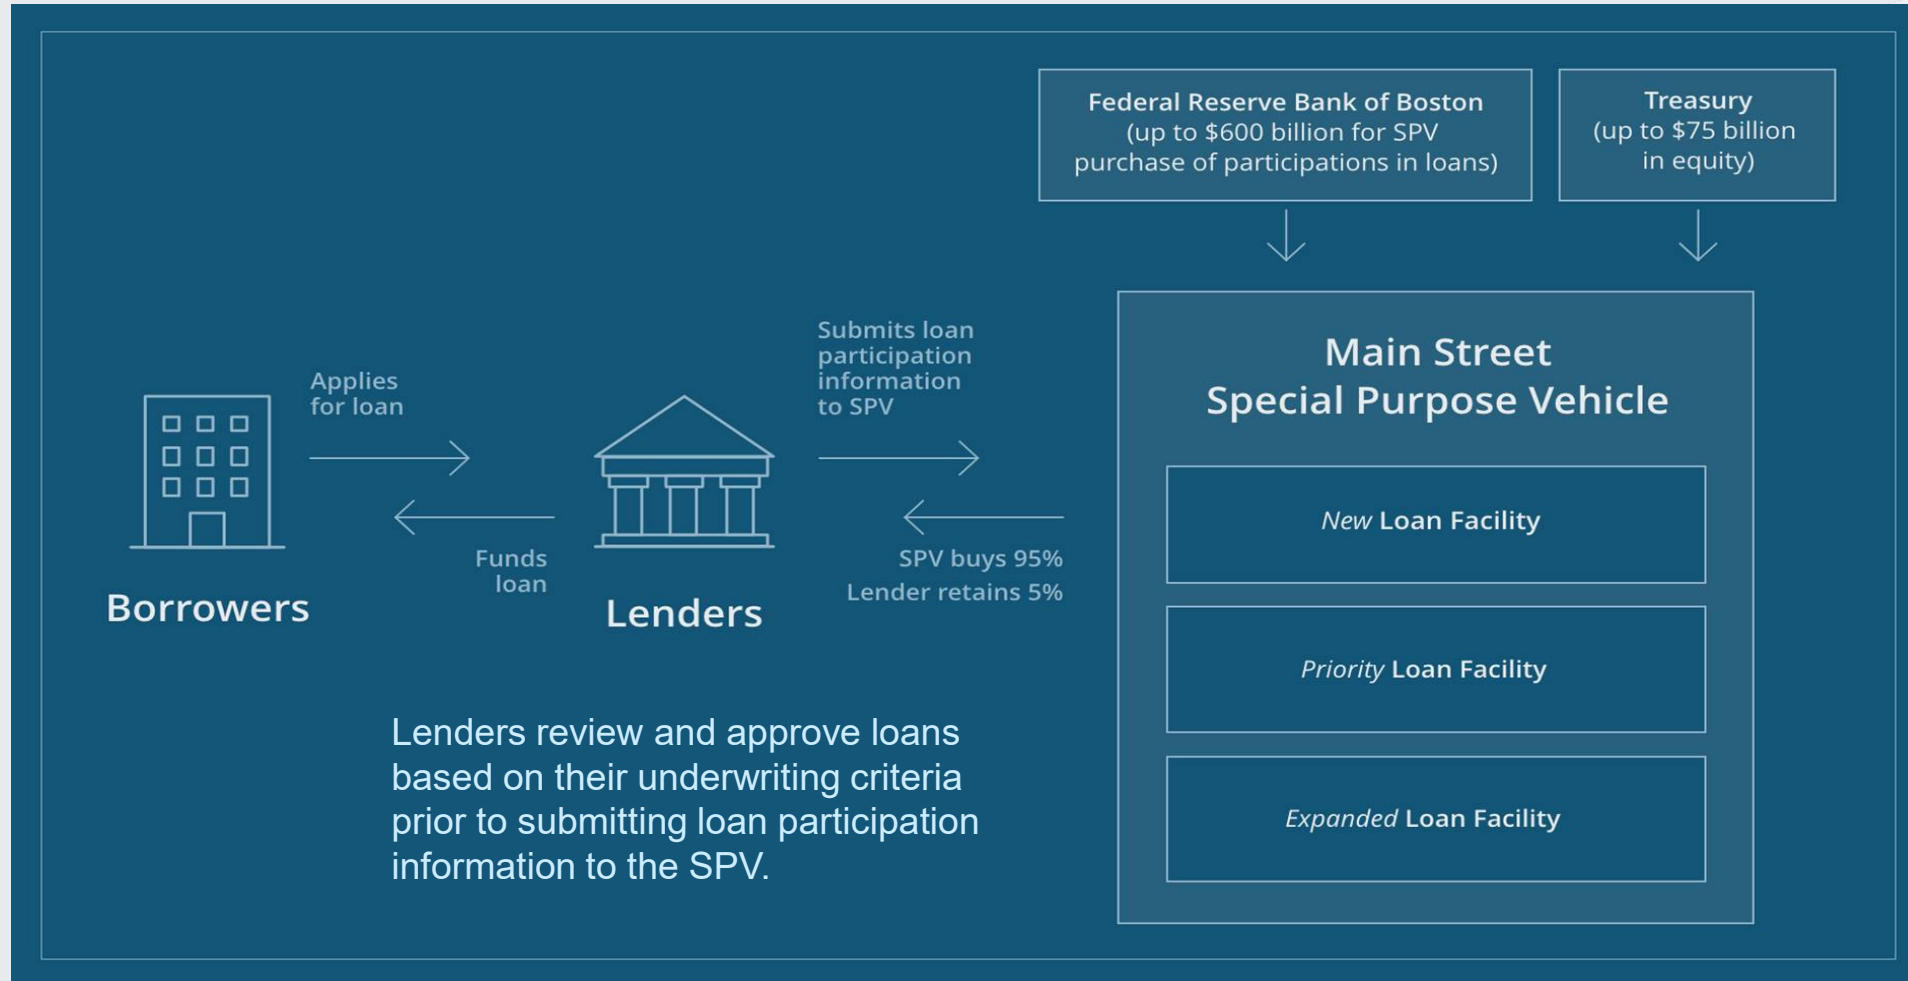 Federal Reserve Bank of Boston
(up to $600 billion for SPV
purchase of participations in loans)
Treasury
(up to $75 billion
in equity)
Applies
for loan
Funds
loan
Borrowers
Submits loan
participation
information
to SPV
SPV buys 95%
Lender retains 5%
Lenders
Main Street
Special Purpose Vehicle
New Loan Facility
Priority Loan Facility
Expanded Loan Facility
Lenders review and approve loans
based on their underwriting criteria
prior to submitting loan participation
information to the SPV.